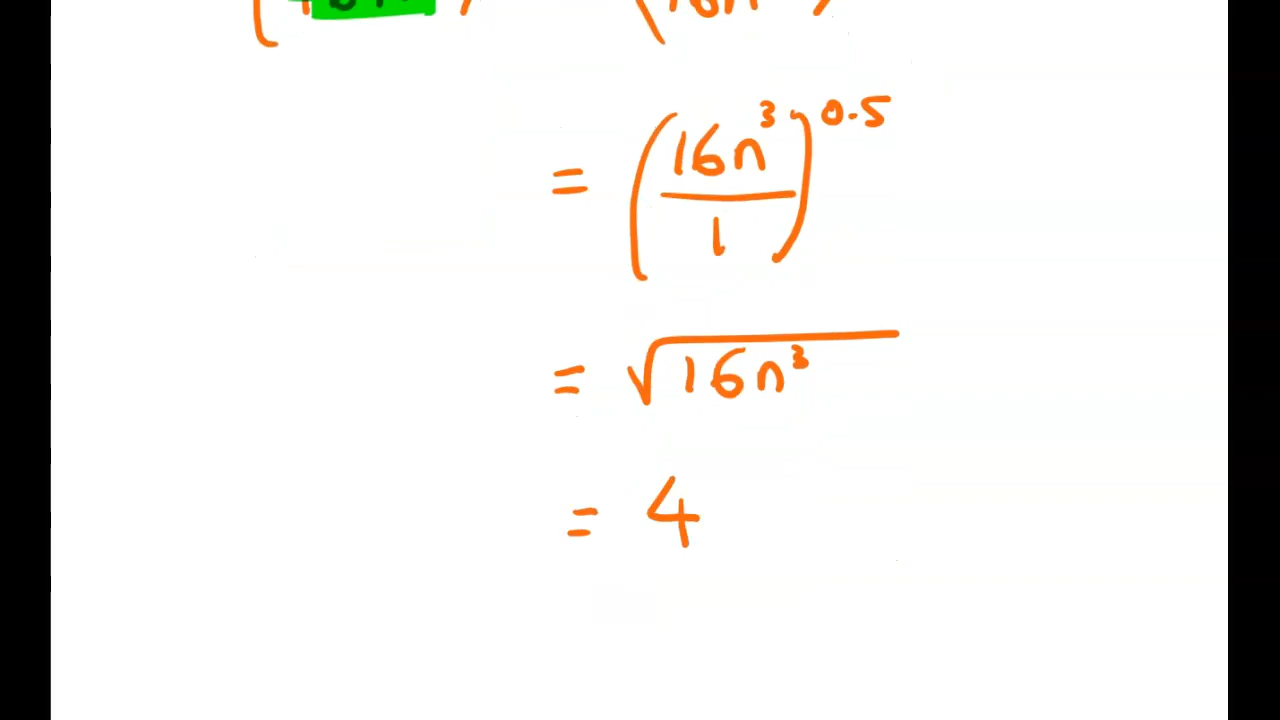 = (16n³/1)^0.5
= √16n³
= 4